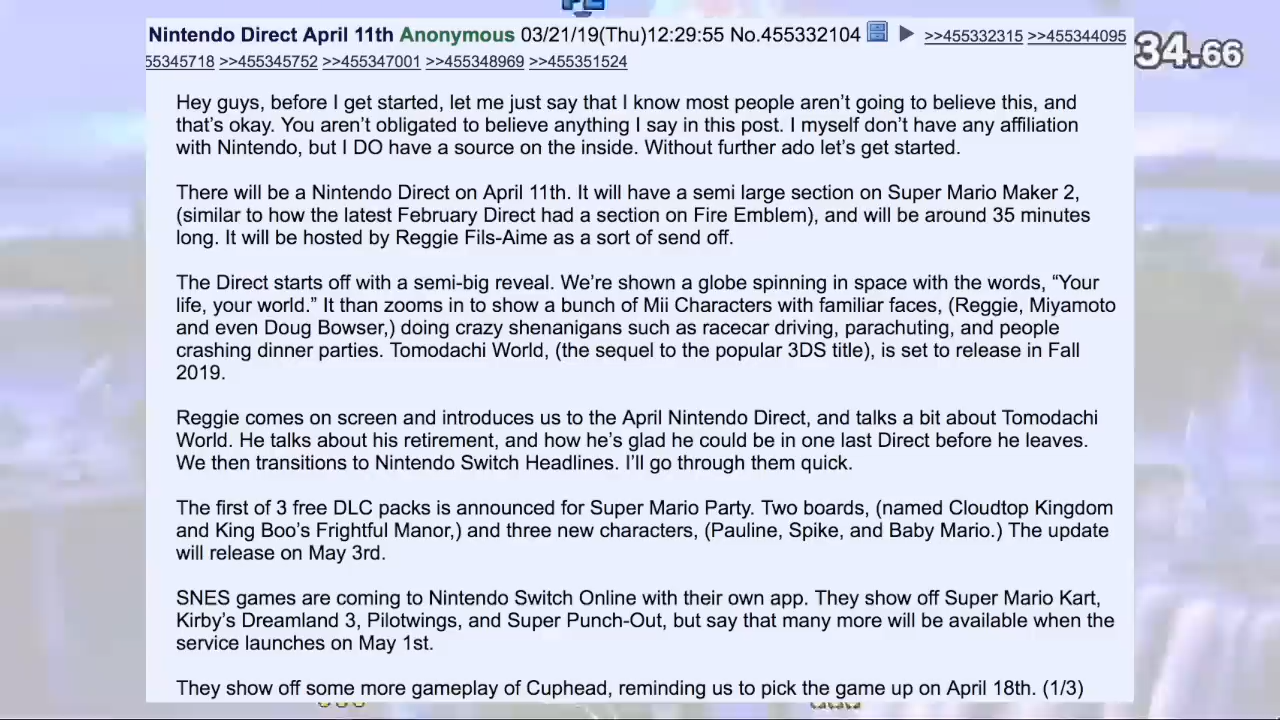 Nintendo Direct April 11th Anonymous 03/21/19(Thu)12:29:55 No.455332104 ▶ >>455332315 >>455344095
55345718 >>455345752 >>455347001 >>455348969 >>455351524
34.66
Hey guys, before I get started, let me just say that I know most people aren’t going to believe this, and
that’s okay. You aren’t obligated to believe anything I say in this post. I myself don’t have any affiliation
with Nintendo, but I DO have a source on the inside. Without further ado let’s get started.
There will be a Nintendo Direct on April 11th. It will have a semi large section on Super Mario Maker 2,
(similar to how the latest February Direct had a section on Fire Emblem), and will be around 35 minutes
long. It will be hosted by Reggie Fils-Aime as a sort of send off.
The Direct starts off with a semi-big reveal. We’re shown a globe spinning in space with the words, “Your
life, your world.” It than zooms in to show a bunch of Mii Characters with familiar faces, (Reggie, Miyamoto
and even Doug Bowser,) doing crazy shenanigans such as racecar driving, parachuting, and people
crashing dinner parties. Tomodachi World, (the sequel to the popular 3DS title), is set to release in Fall
2019.
Reggie comes on screen and introduces us to the April Nintendo Direct, and talks a bit about Tomodachi
World. He talks about his retirement, and how he’s glad he could be in one last Direct before he leaves.
We then transitions to Nintendo Switch Headlines. I’ll go through them quick.
The first of 3 free DLC packs is announced for Super Mario Party. Two boards, (named Cloudtop Kingdom
and King Boo’s Frightful Manor,) and three new characters, (Pauline, Spike, and Baby Mario.) The update
will release on May 3rd.
SNES games are coming to Nintendo Switch Online with their own app. They show off Super Mario Kart,
Kirby’s Dreamland 3, Pilotwings, and Super Punch-Out, but say that many more will be available when the
service launches on May 1st.
They show off some more gameplay of Cuphead, reminding us to pick the game up on April 18th. (1/3)